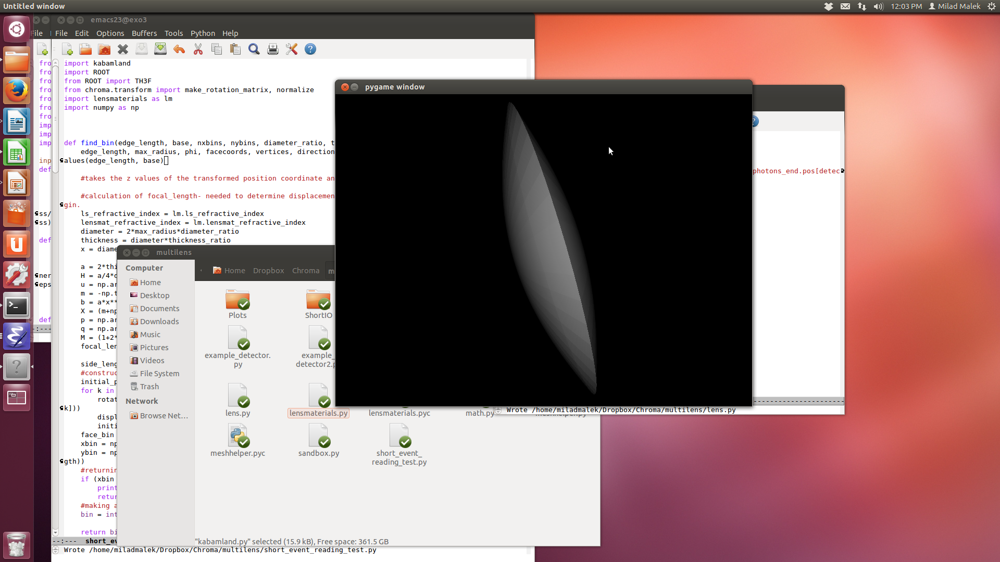 Untitled window
12:03 PM
Milad Malek
emacs23@exo3
File
File Edit Options Buffers Tools Python Help
fro
fro
fro
fro
fro
fro
fro
imp
imp
imp
inp
def
ss/
ss)
def
ner
eps
def
import kabamland
import ROOT
from ROOT import TH3F
from chroma.transform import make_rotation_matrix, normalize
import lensmaterials as lm
import numpy as np
def find_bin(edge_length, base, nxbins, nybins, diameter_ratio, t
edge_length, max_radius, phi, facecoords, vertices, direction
alues(edge_length, base)
#takes the z values of the transformed position coordinate an
#calculation of focal_length- needed to determine displacemen
gin.
ls_refractive_index = lm.ls_refractive_index
lensmat_refractive_index = lm.lensmat_refractive_index
diameter = 2*max_radius*diameter_ratio
thickness = diameter*thickness_ratio
x = diame
a = 2*thi
H = a/4*d
u = np.ar
m = -np.t
b = a*x**
X = (m+np
p = np.ar
q = np.ar
M = (1+2*
focal_len
side_leng
#construc
initial_p
for k in
rotat
k]))
displ
initi
face_bin
xbin = np
ybin = np
gth))
#returnin
if (xbin
print
retur
#making a
bin = int
return bi
--:--- short_ev
Wrote /home/miladmalek/Dropbox/Chroma/multilens/short_event_reading_test.py
multilens
Computer
Home
Desktop
Documents
Downloads
Music
Pictures
Videos
File System
Trash
Network
Browse Net...
Home Dropbox Chroma m
Plots
ShortIO
example_detector.
py
example_
detector2.p
lens.py
lensmaterials.py
lensmaterials.pyc
math.py
meshhelper.py
meshhelper.pyc
sandbox.py
short_event_
reading_test.py
"kabamland.py" selected (15.9 kB), Free space: 361.5 GB
pygame window
photons_end.pos[detec
Wrote /home/miladmalek/Dropbox/Chroma/multilens/lens.py